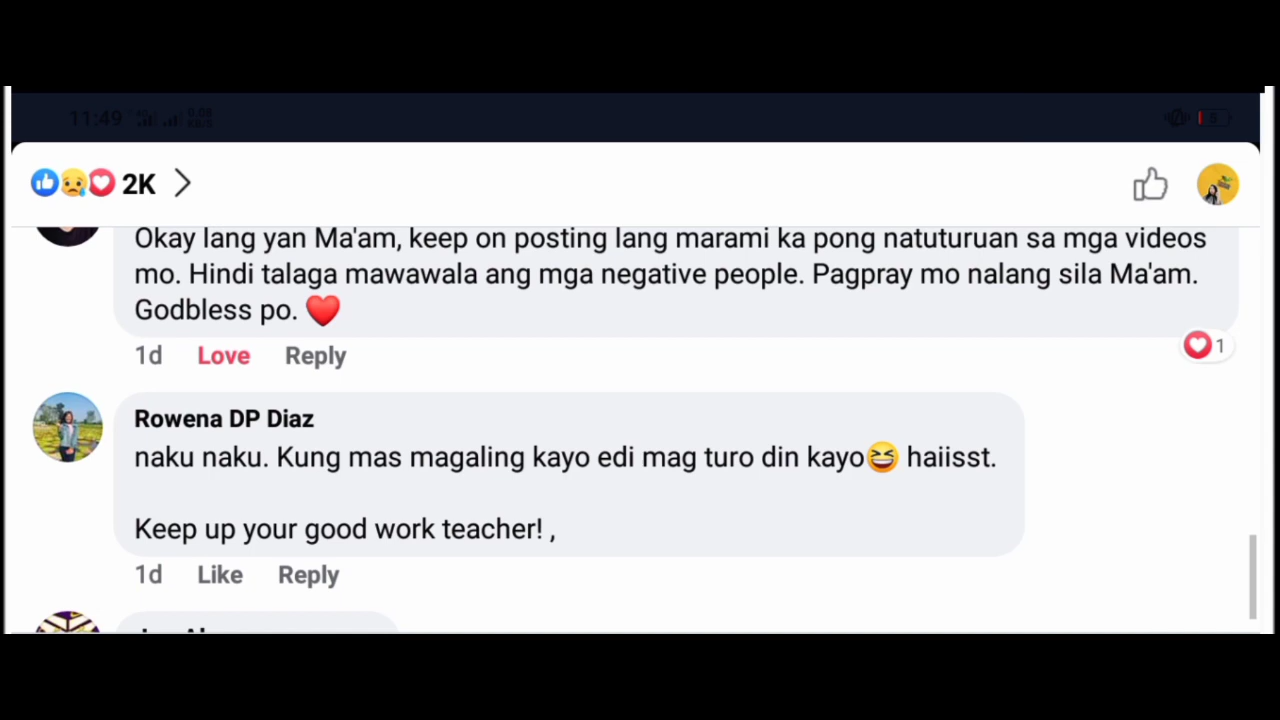 11:49
2K
Okay lang yan Ma'am, keep on posting lang marami ka pong natuturuan sa mga videos
mo. Hindi talaga mawawala ang mga negative people. Pagpray mo nalang sila Ma'am.
Godbless po. ❤️
1d Love Reply
1
Rowena DP Diaz
naku naku. Kung mas magaling kayo edi mag turo din kayo😆 haiisst.
Keep up your good work teacher! ,
1d Like Reply